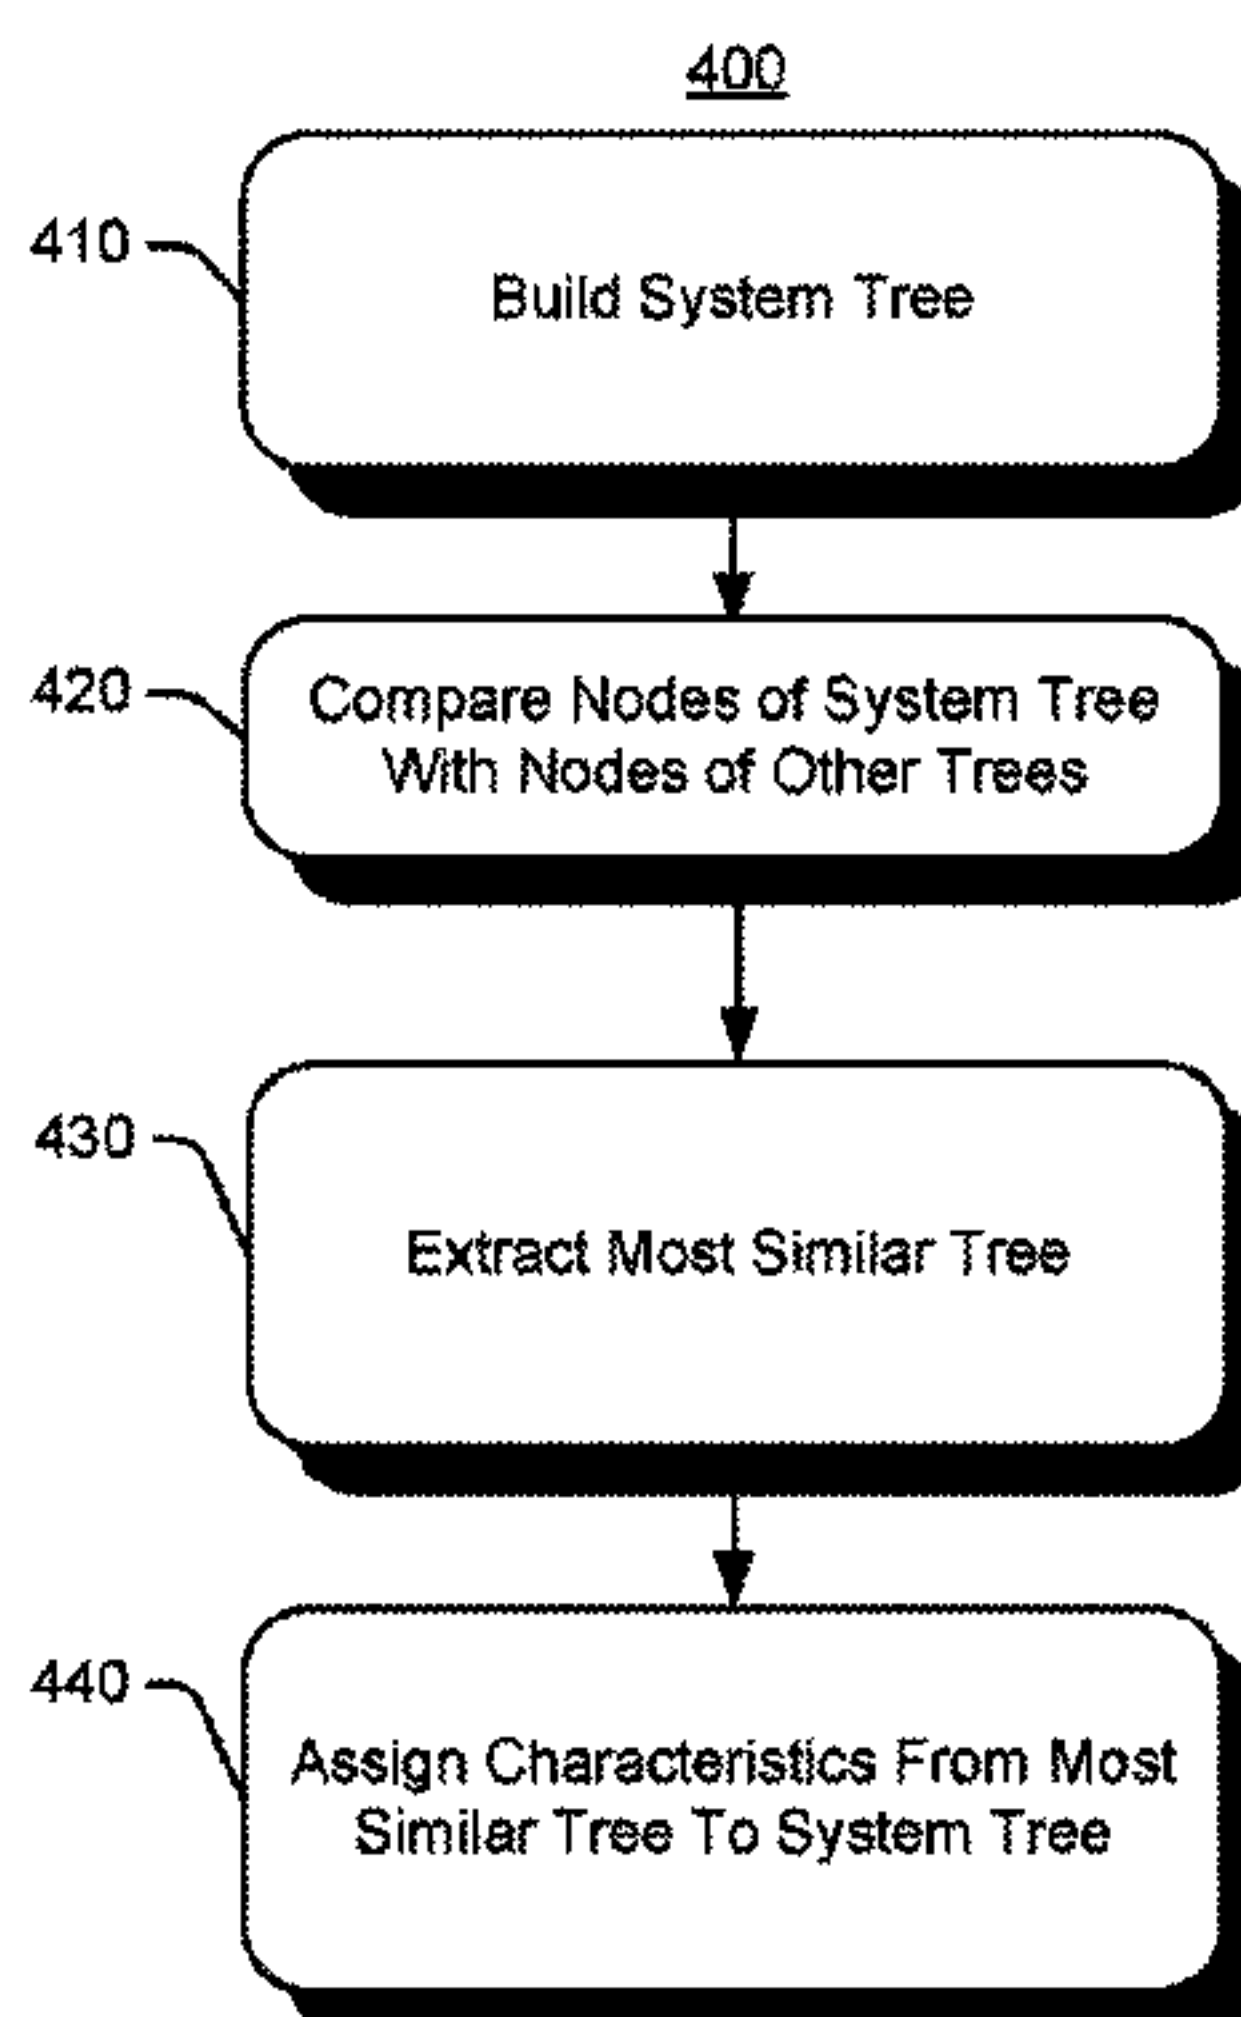 400
410
Build System Tree
420
Compare Nodes of System Tree
With Nodes of Other Trees
430
Extract Most Similar Tree
440
Assign Characteristics From Most
Similar Tree To System Tree